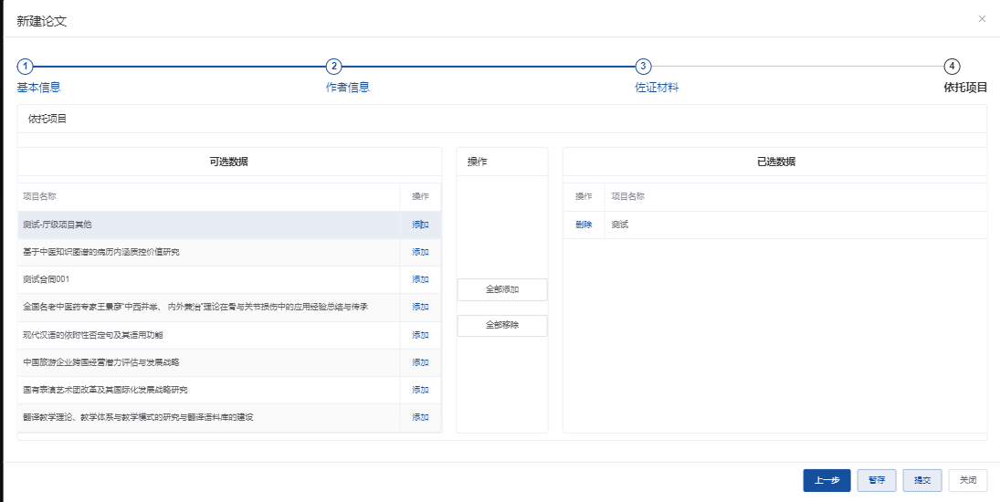 新建论文
×
1
2
3
4
基本信息
作者信息
佐证材料
依托项目
依托项目
可选数据
项目名称 操作
测试-厅级项目其他 添加
基于中医知识图谱的病历内涵质控价值研究 添加
测试合同001 添加
全国名老中医药专家王景彦“中西并举、 内外兼治”理论在骨与关节损伤中的应用经验总结与传承 添加
现代汉语的依附性否定句及其语用功能 添加
中国旅游企业跨国经营潜力评估与发展战略 添加
国有表演艺术团改革及其国际化发展战略研究 添加
翻译教学理论、教学体系与教学模式的研究与翻译语料库的建设 添加
操作
全部添加
全部移除
已选数据
操作 项目名称
删除 测试
上一步 暂存 提交 关闭